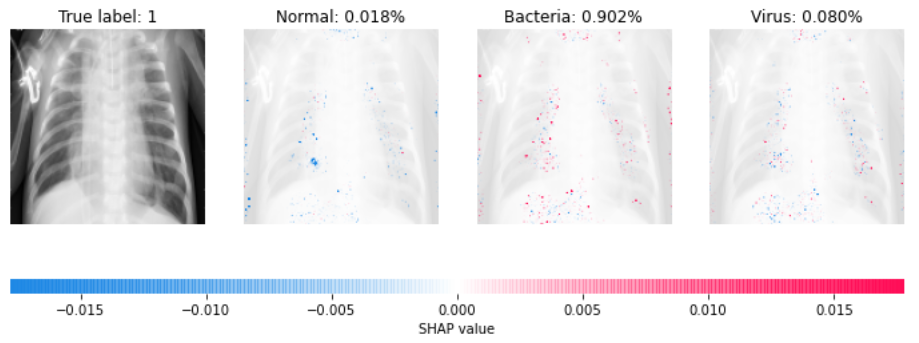 True label: 1
Normal: 0.018%
Bacteria: 0.902%
Virus: 0.080%
−0.015
−0.010
−0.005
0.000
0.005
0.010
0.015
SHAP value